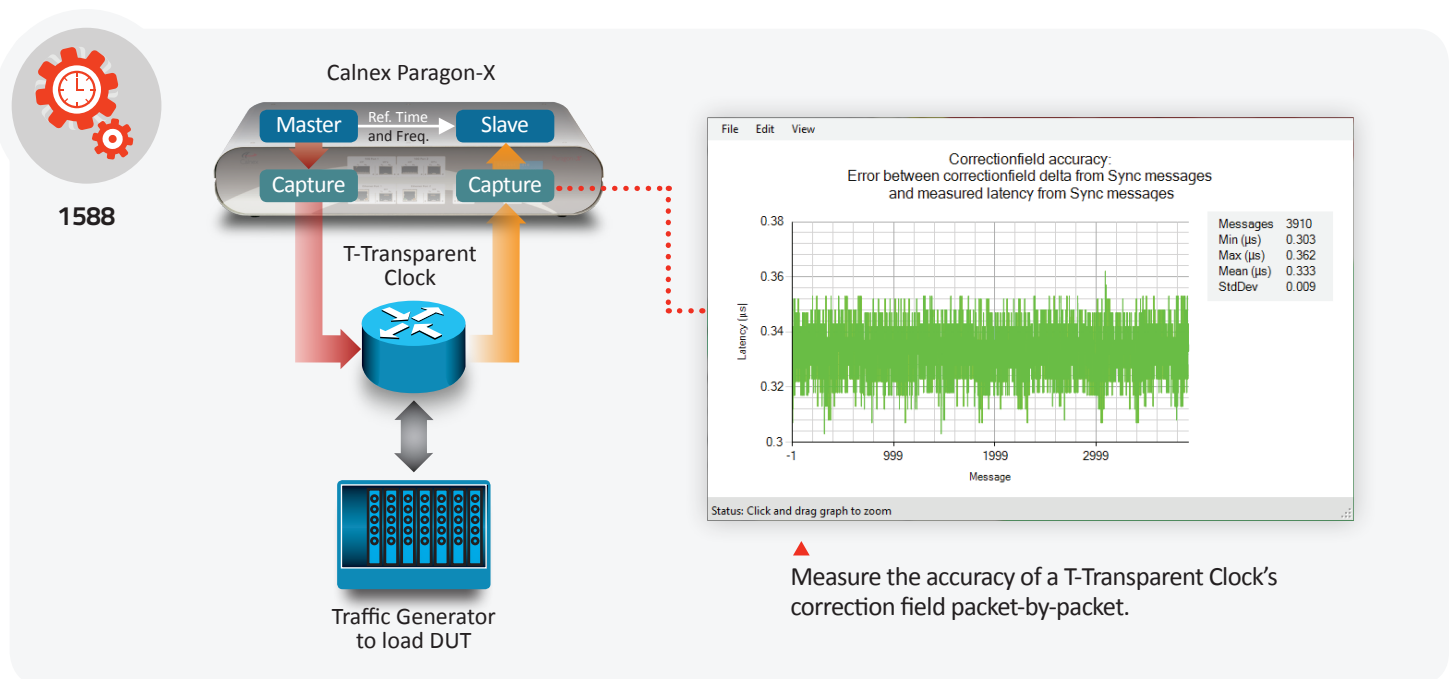 1588
Calnex Paragon-X
Master
Ref. Time
and Freq.
Slave
Capture
Capture
T-Transparent
Clock
Traffic Generator
to load DUT
File Edit View
Correctionfield accuracy:
Error between correctionfield delta from Sync messages
and measured latency from Sync messages
Messages 3910
Min (µs) 0.303
Max (µs) 0.362
Mean (µs) 0.333
StdDev 0.009
Latency (µs)
0.38
0.36
0.34
0.32
0.3
-1 999 1999 2999
Message
Status: Click and drag graph to zoom
Measure the accuracy of a T-Transparent Clock's
correction field packet-by-packet.